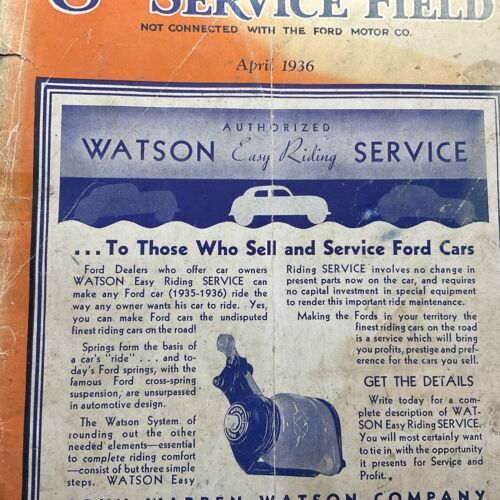 SERVICE FIELD
NOT CONNECTED WITH THE FORD MOTOR CO.
April 1936
AUTHORIZED
WATSON Easy Riding SERVICE
...To Those Who Sell and Service Ford Cars
Ford Dealers who offer car owners
WATSON Easy Riding SERVICE can
make any Ford car (1935-1936) ride the
way any owner wants his car to ride. Yes,
you can make Ford cars the undisputed
finest riding cars on the road!
Springs form the basis of
a car's "ride" ... and to-
day's Ford springs, with the
famous Ford cross-spring
suspension, are unsurpassed
in automotive design.
The Watson System of
rounding out the other
needed elements—essential
to complete riding comfort
—consist of but three simple
steps. WATSON Easy
Riding SERVICE involves no change in
present parts now on the car, and requires
no capital investment in special equipment
to render this important ride maintenance.
Making the Fords in your territory the
finest riding cars on the road
is a service which will bring
you profits, prestige and pref-
erence for the cars you sell.
GET THE DETAILS
Write today for a com-
plete description of WAT-
SON Easy Riding SERVICE.
You will most certainly want
to tie in with the opportunity
it presents for Service and
Profit.
WARREN WATSON COMPANY